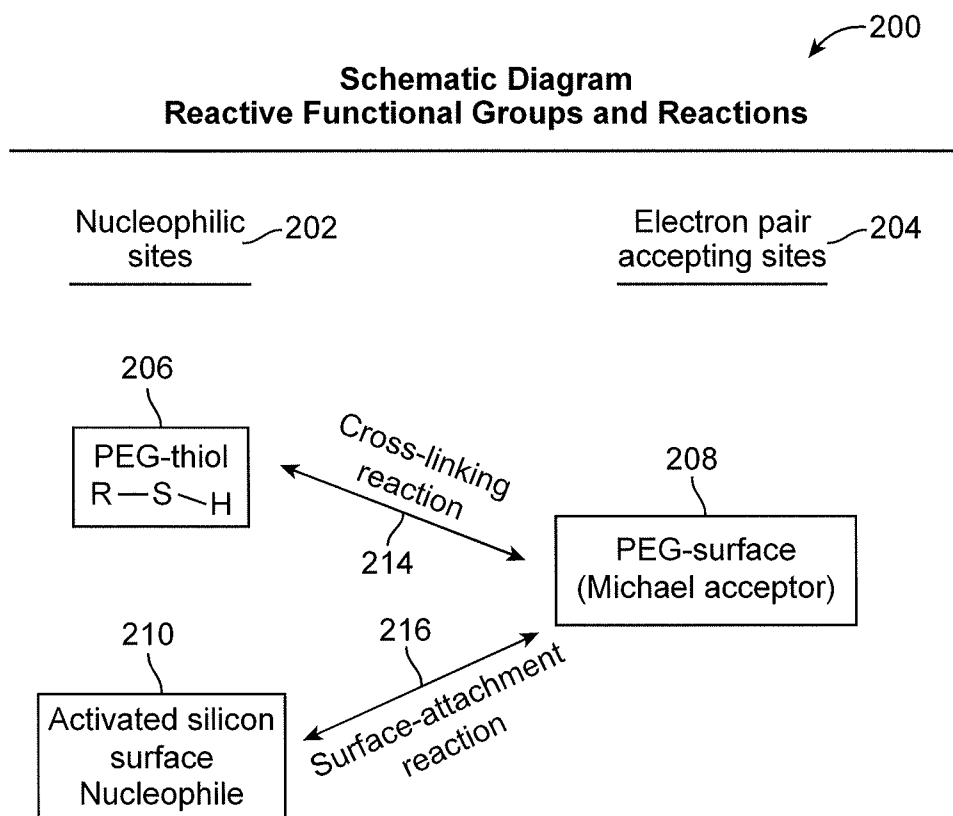 200
Schematic Diagram
Reactive Functional Groups and Reactions
Nucleophilic
sites
202
Electron pair
accepting sites
204
206
PEG-thiol
R—S—H
Cross-linking
reaction
214
208
PEG-surface
(Michael acceptor)
210
Activated silicon
surface
Nucleophile
216
Surface-attachment
reaction